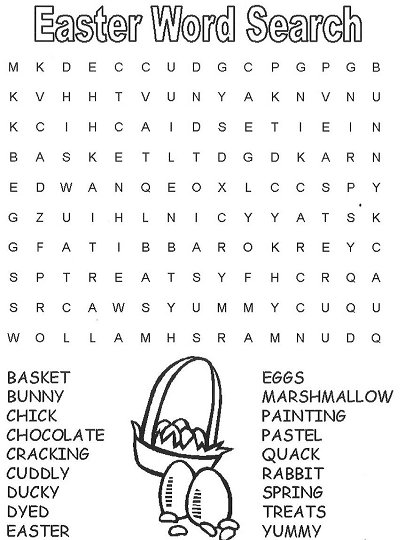 Easter Word Search
M K D E C C U D G C P G P G B
K V H H T V U N Y A K N V N U
K C I H C A I D S E T I E I N
B A S K E T L T D G D K A R N
E D W A N Q E O X L C C S P Y
G Z U I H L N I C Y Y A T S K
G F A T I B B A R O K R E Y C
S P T R E A T S Y F H C R Q A
S R C A W S Y U M M Y C U Q U
W O L L A M H S R A M N U D Q
BASKET
BUNNY
CHICK
CHOCOLATE
CRACKING
CUDDLY
DUCKY
DYED
EASTER
EGGS
MARSHMALLOW
PAINTING
PASTEL
QUACK
RABBIT
SPRING
TREATS
YUMMY